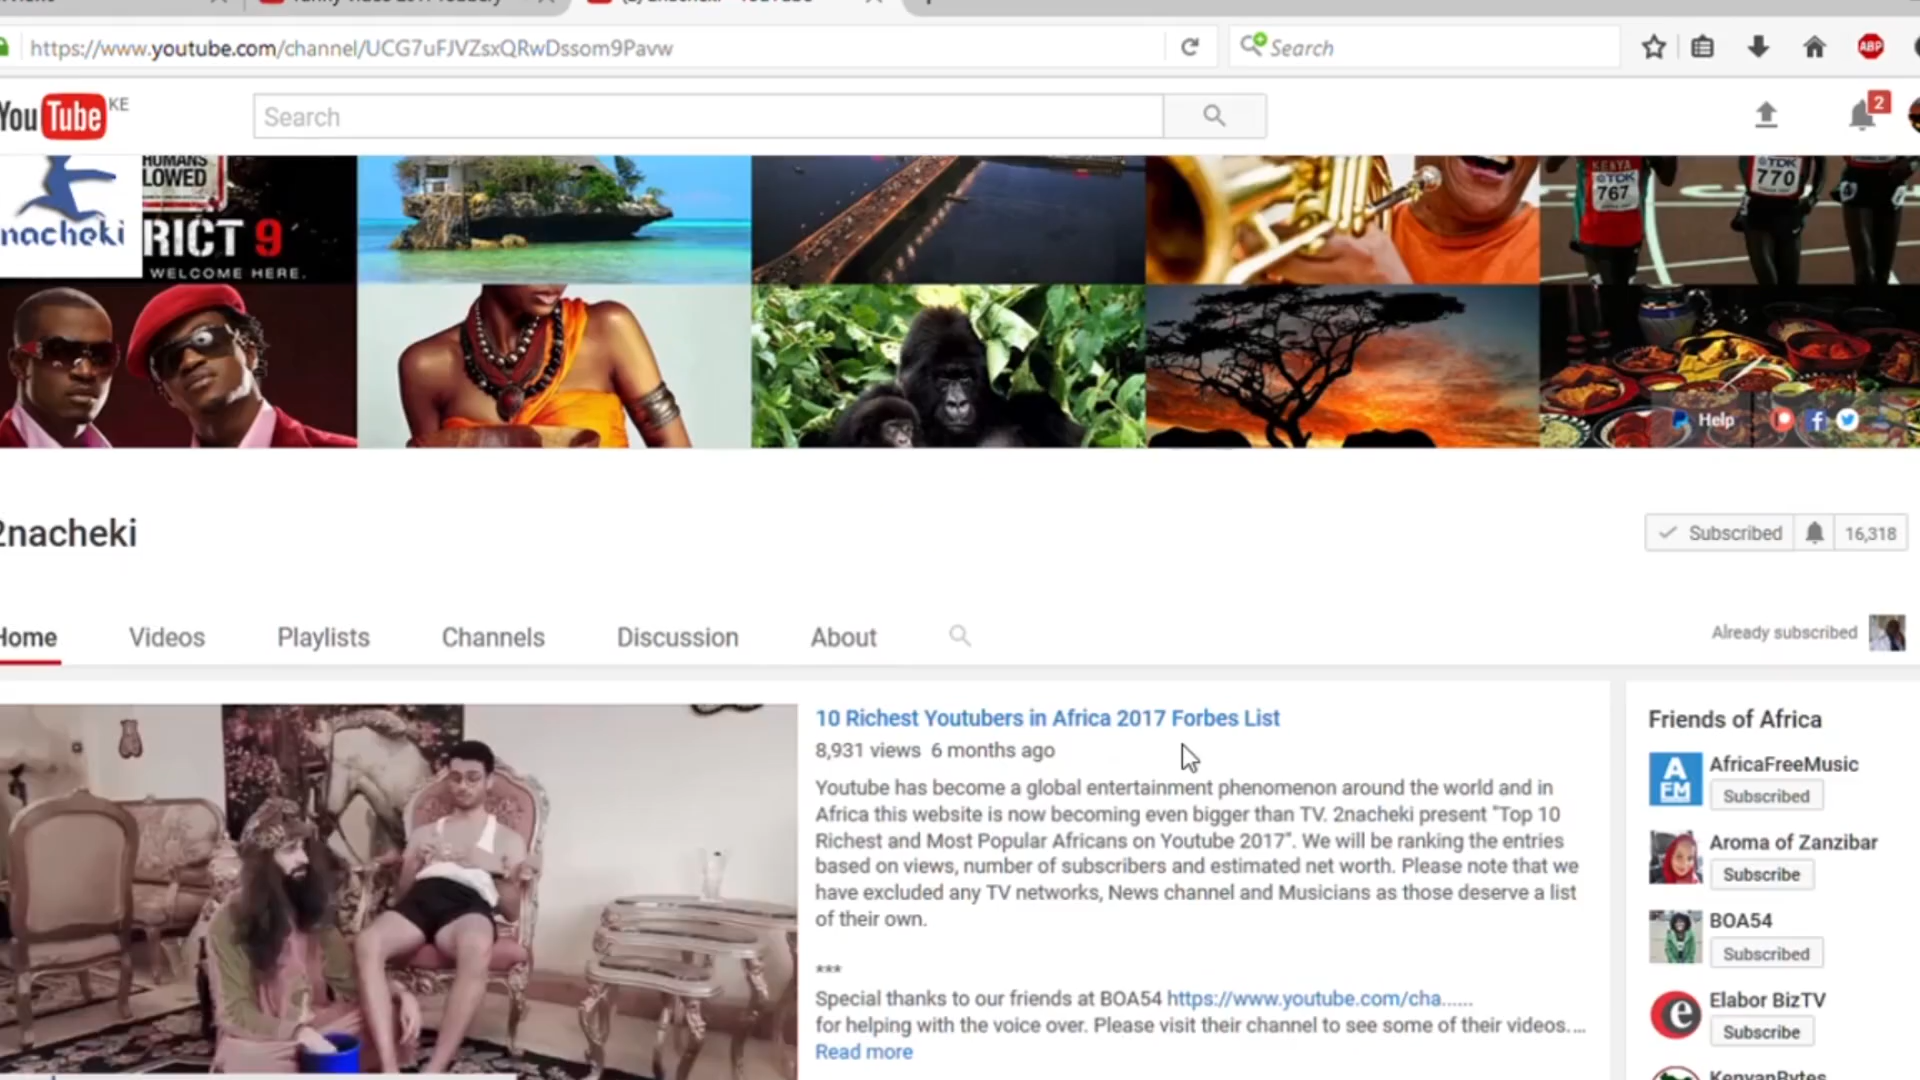 https://www.youtube.com/channel/UCG7uFJVZsxQRwDssom9Pavw
Search
ABP
YouTube KE
Search
2
HUMANS
LOWED
RICT 9
WELCOME HERE.
nacheki
KENYA
TDK
767
TDK
770
Help
2nacheki
Subscribed
16,318
Home
Videos
Playlists
Channels
Discussion
About
Already subscribed
10 Richest Youtubers in Africa 2017 Forbes List
8,931 views 6 months ago
Youtube has become a global entertainment phenomenon around the world and in
Africa this website is now becoming even bigger than TV. 2nacheki present "Top 10
Richest and Most Popular Africans on Youtube 2017". We will be ranking the entries
based on views, number of subscribers and estimated net worth. Please note that we
have excluded any TV networks, News channel and Musicians as those deserve a list
of their own.
***
Special thanks to our friends at BOA54 https://www.youtube.com/cha......
for helping with the voice over. Please visit their channel to see some of their videos....
Read more
Friends of Africa
A
FM
AfricaFreeMusic
Subscribed
Aroma of Zanzibar
Subscribe
BOA54
Subscribed
Elabor BizTV
Subscribe
KenyanBytes